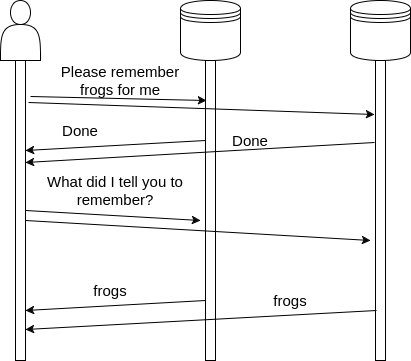 Please remember
frogs for me
Done
Done
What did I tell you to
remember?
frogs
frogs